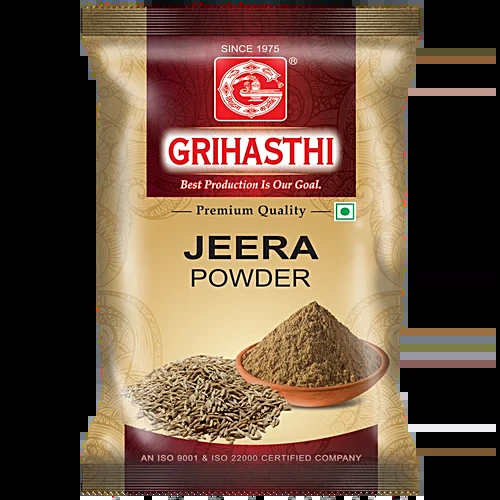 SINCE 1975
®
GRIHASTHI
Best Production Is Our Goal.
Premium Quality
JEERA
POWDER
AN ISO 9001 & ISO 22000 CERTIFIED COMPANY